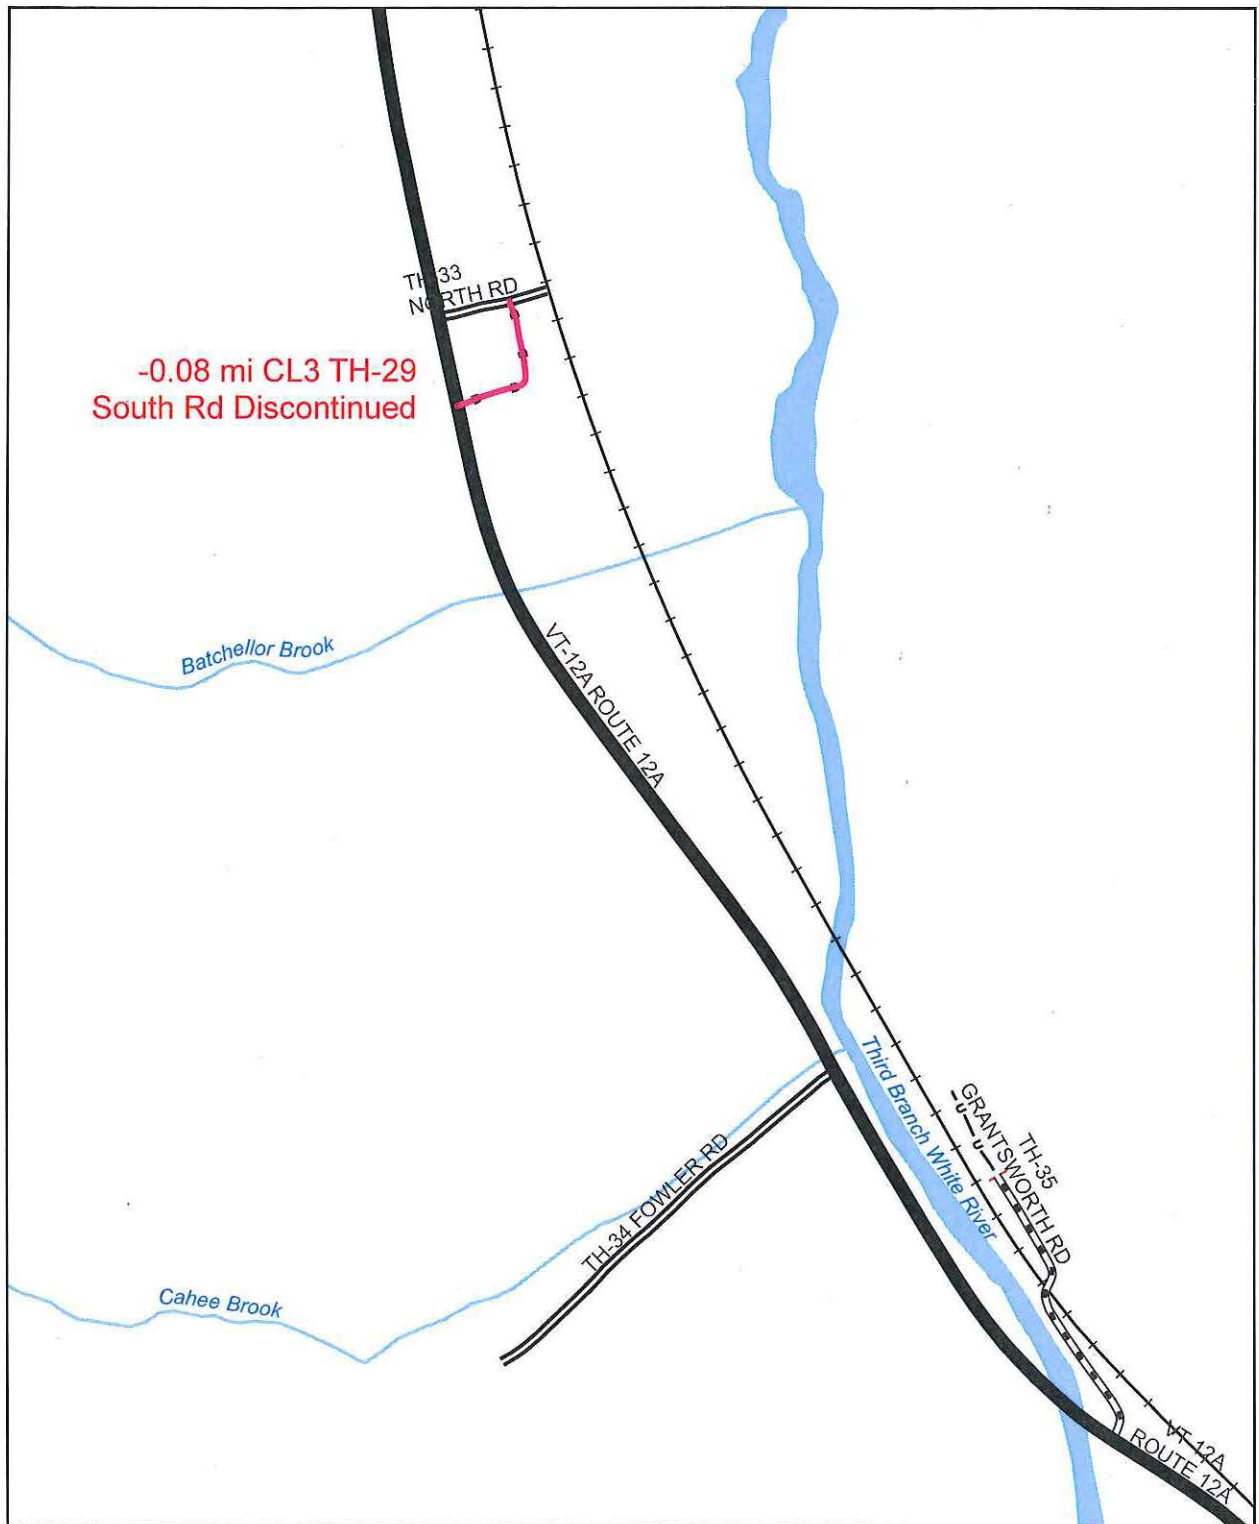 TH-33
NORTH RD
-0.08 mi CL3 TH-29
South Rd Discontinued
Batchellor Brook
VT-12A ROUTE 12A
Third Branch White River
TH-35
GRANTSWORTH RD
TH-34 FOWLER RD
Cahee Brook
VT 12A
ROUTE 12A